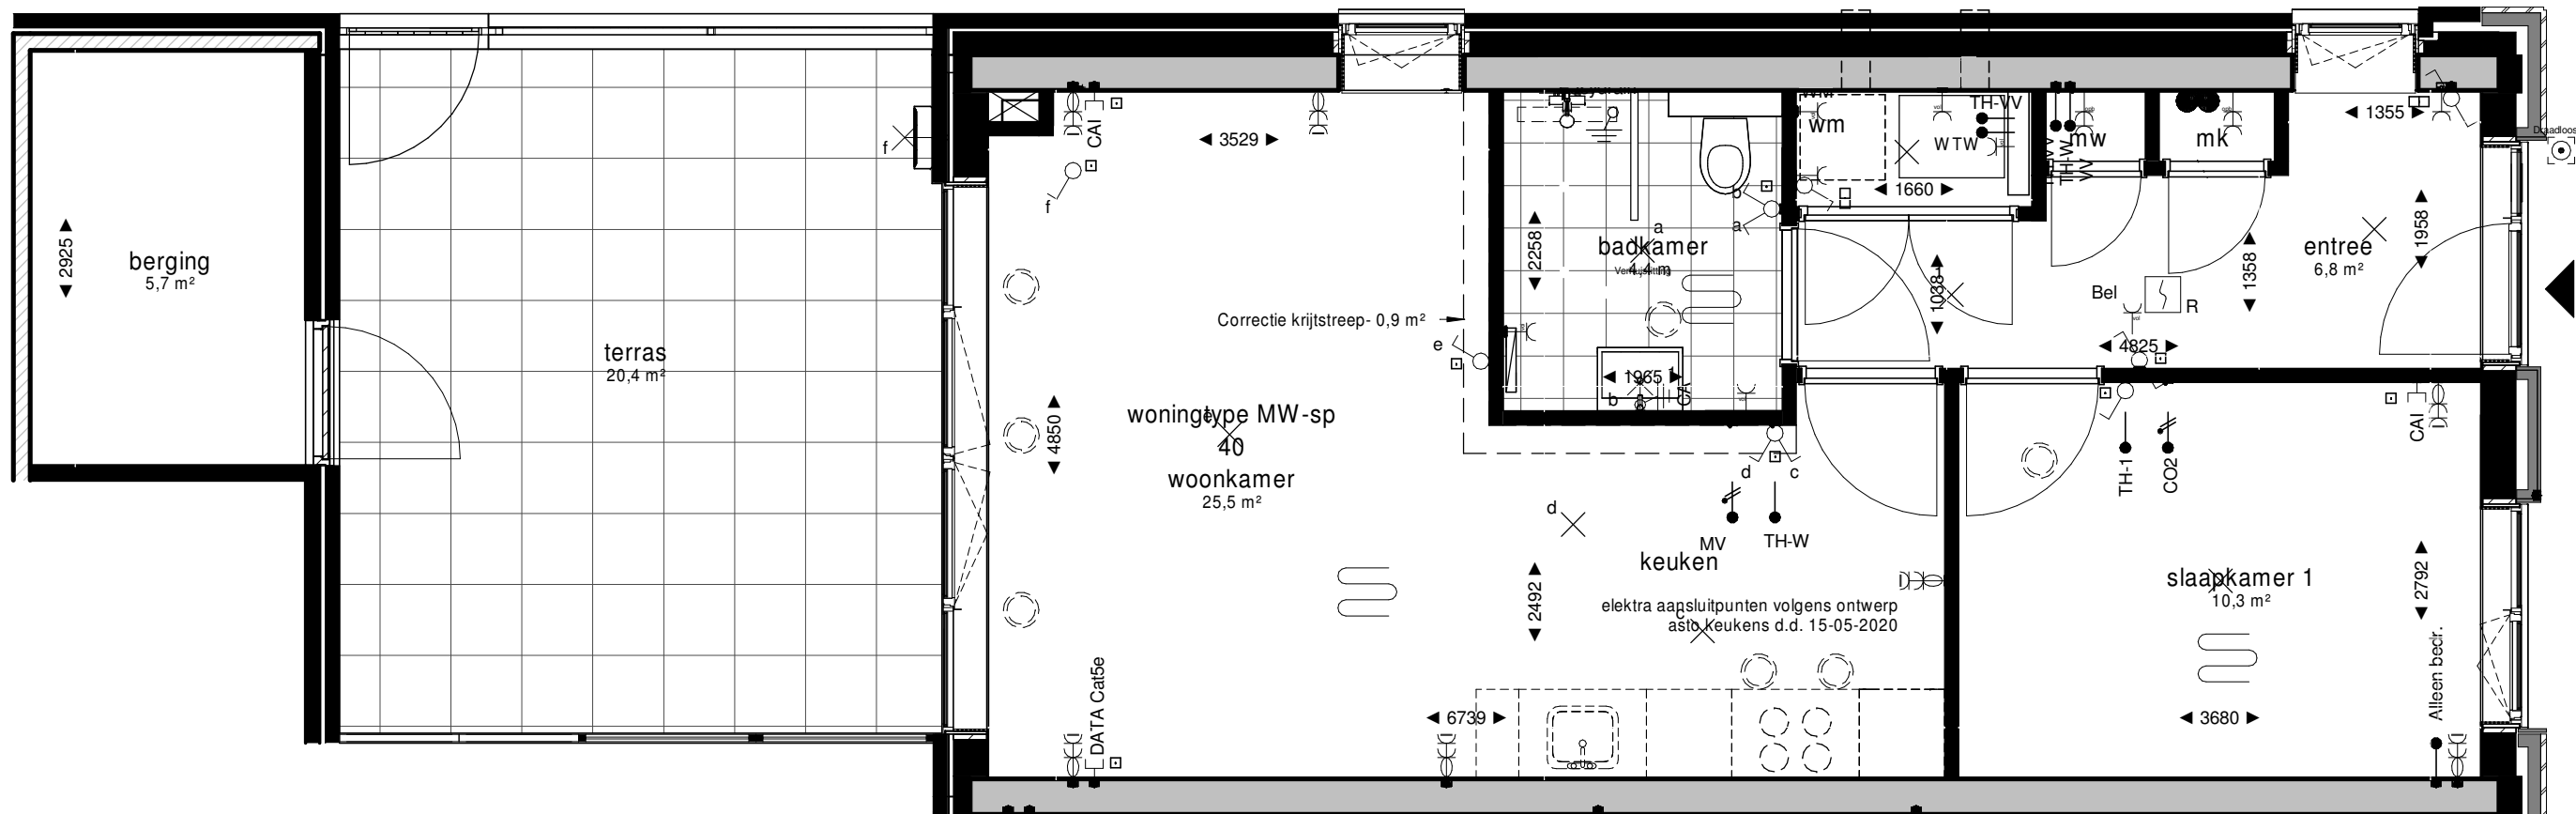 berging
5,7 m²
2925
terras
20,4 m²
f
f
CAI
3529
4850
woningtype MW-sp
40
woonkamer
25,5 m²
e
Correctie krijtstreep- 0,9 m²
e
DATA Cat5e
6739
2258
badkamer
a
b
a
1965
b
wm
WTW
TH-VV
1660
mw
TH-W
mk
1355
1038
Bel
R
1358
entree
6,8 m²
1958
4825
Draadloos
d
c
d
MV
TH-W
keuken
2492
elektra aansluitpunten volgens ontwerp
asto keukens d.d. 15-05-2020
c
TH-1
CO2
CAI
slaapkamer 1
10,3 m²
2792
3680
Alleen bedr.